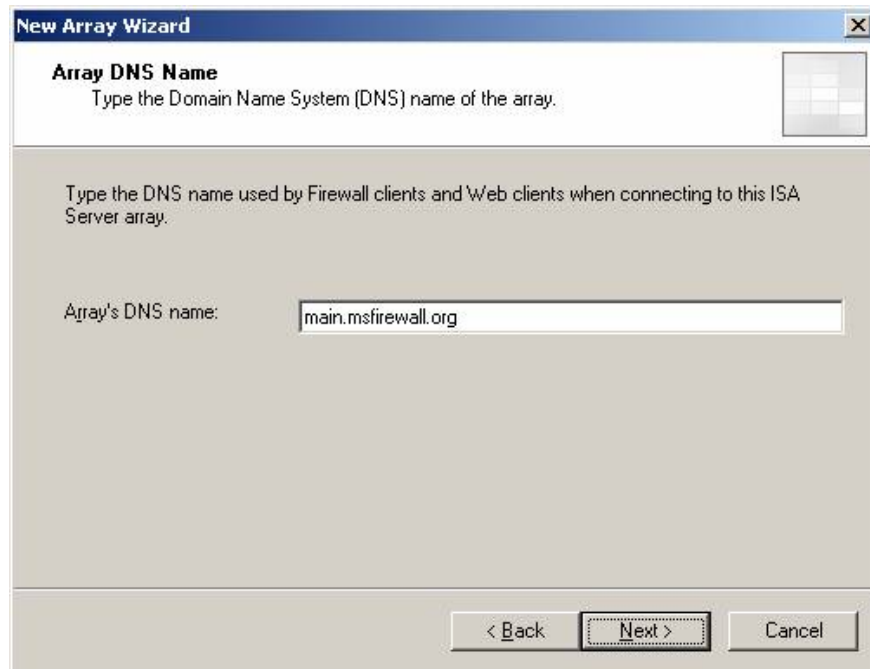 New Array Wizard
Array DNS Name
Type the Domain Name System (DNS) name of the array.
Type the DNS name used by Firewall clients and Web clients when connecting to this ISA
Server array.
Array's DNS name:
main.msfirewall.org
< Back
Next >
Cancel